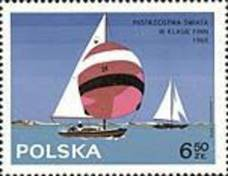 MISTRZOSTWA ŚWIATA
W KLASIE FINN
1965
POLSKA
6.50
ZŁ.